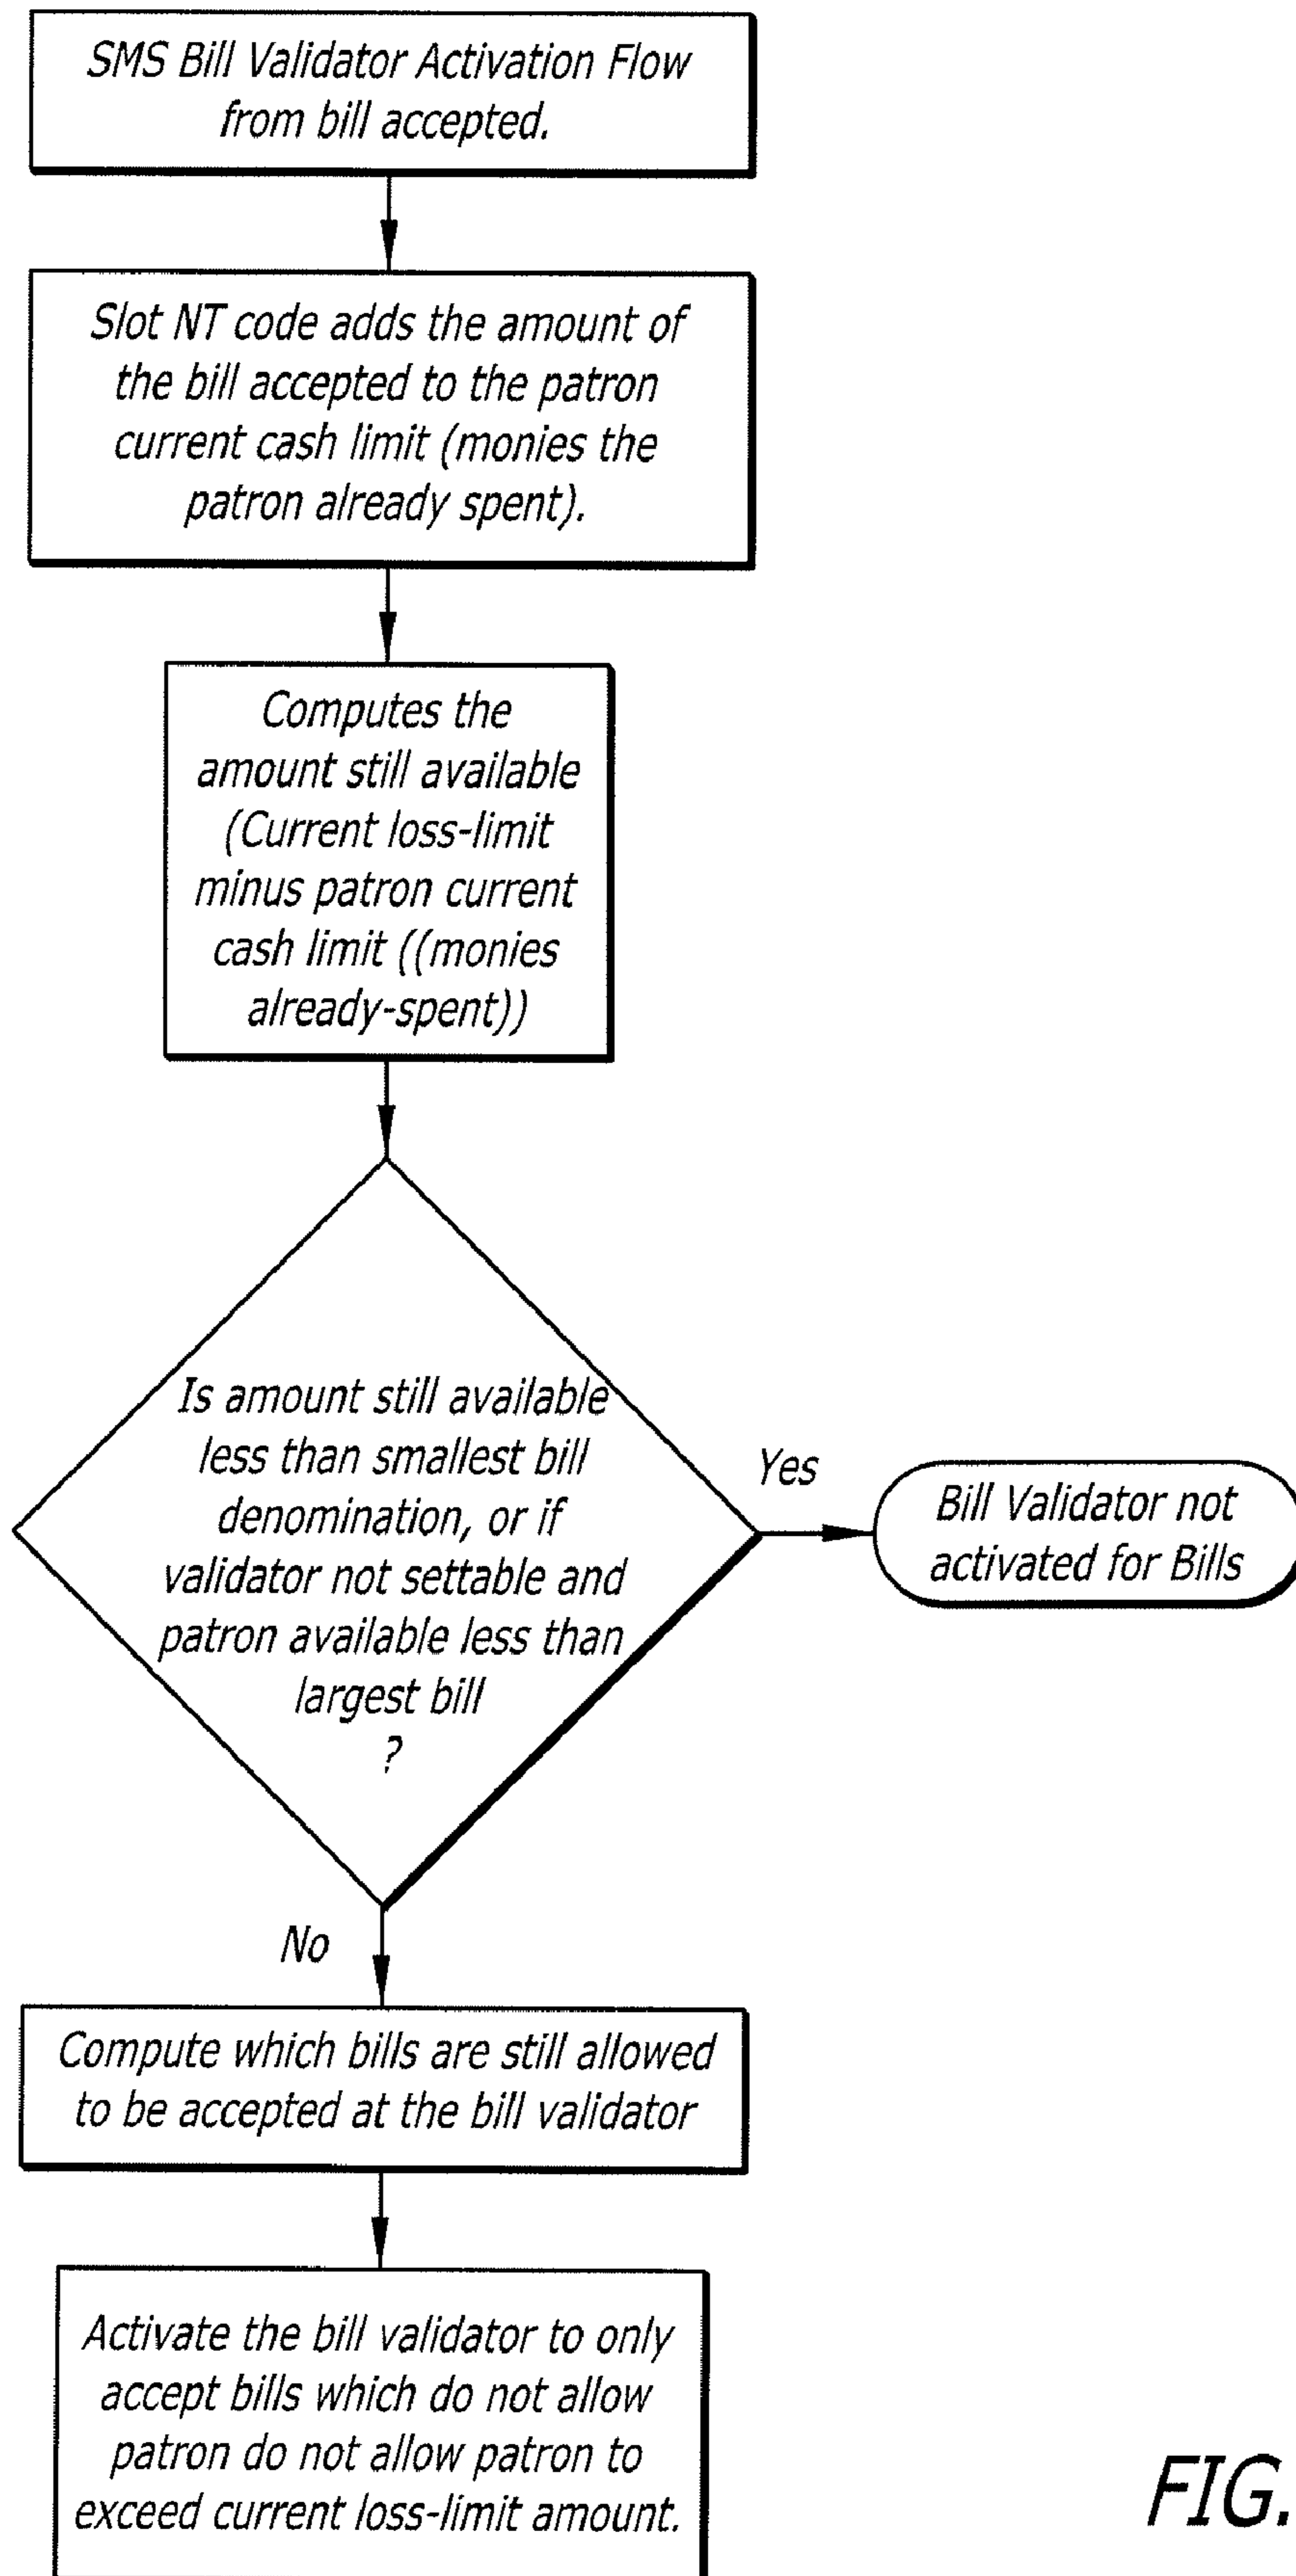 SMS Bill Validator Activation Flow
from bill accepted.
Slot NT code adds the amount of
the bill accepted to the patron
current cash limit (monies the
patron already spent).
Computes the
amount still available
(Current loss-limit
minus patron current
cash limit ((monies
already-spent))
Is amount still available
less than smallest bill
denomination, or if
validator not settable and
patron available less than
largest bill
?
Yes
Bill Validator not
activated for Bills
No
Compute which bills are still allowed
to be accepted at the bill validator
Activate the bill validator to only
accept bills which do not allow
patron do not allow patron to
exceed current loss-limit amount.
FIG.